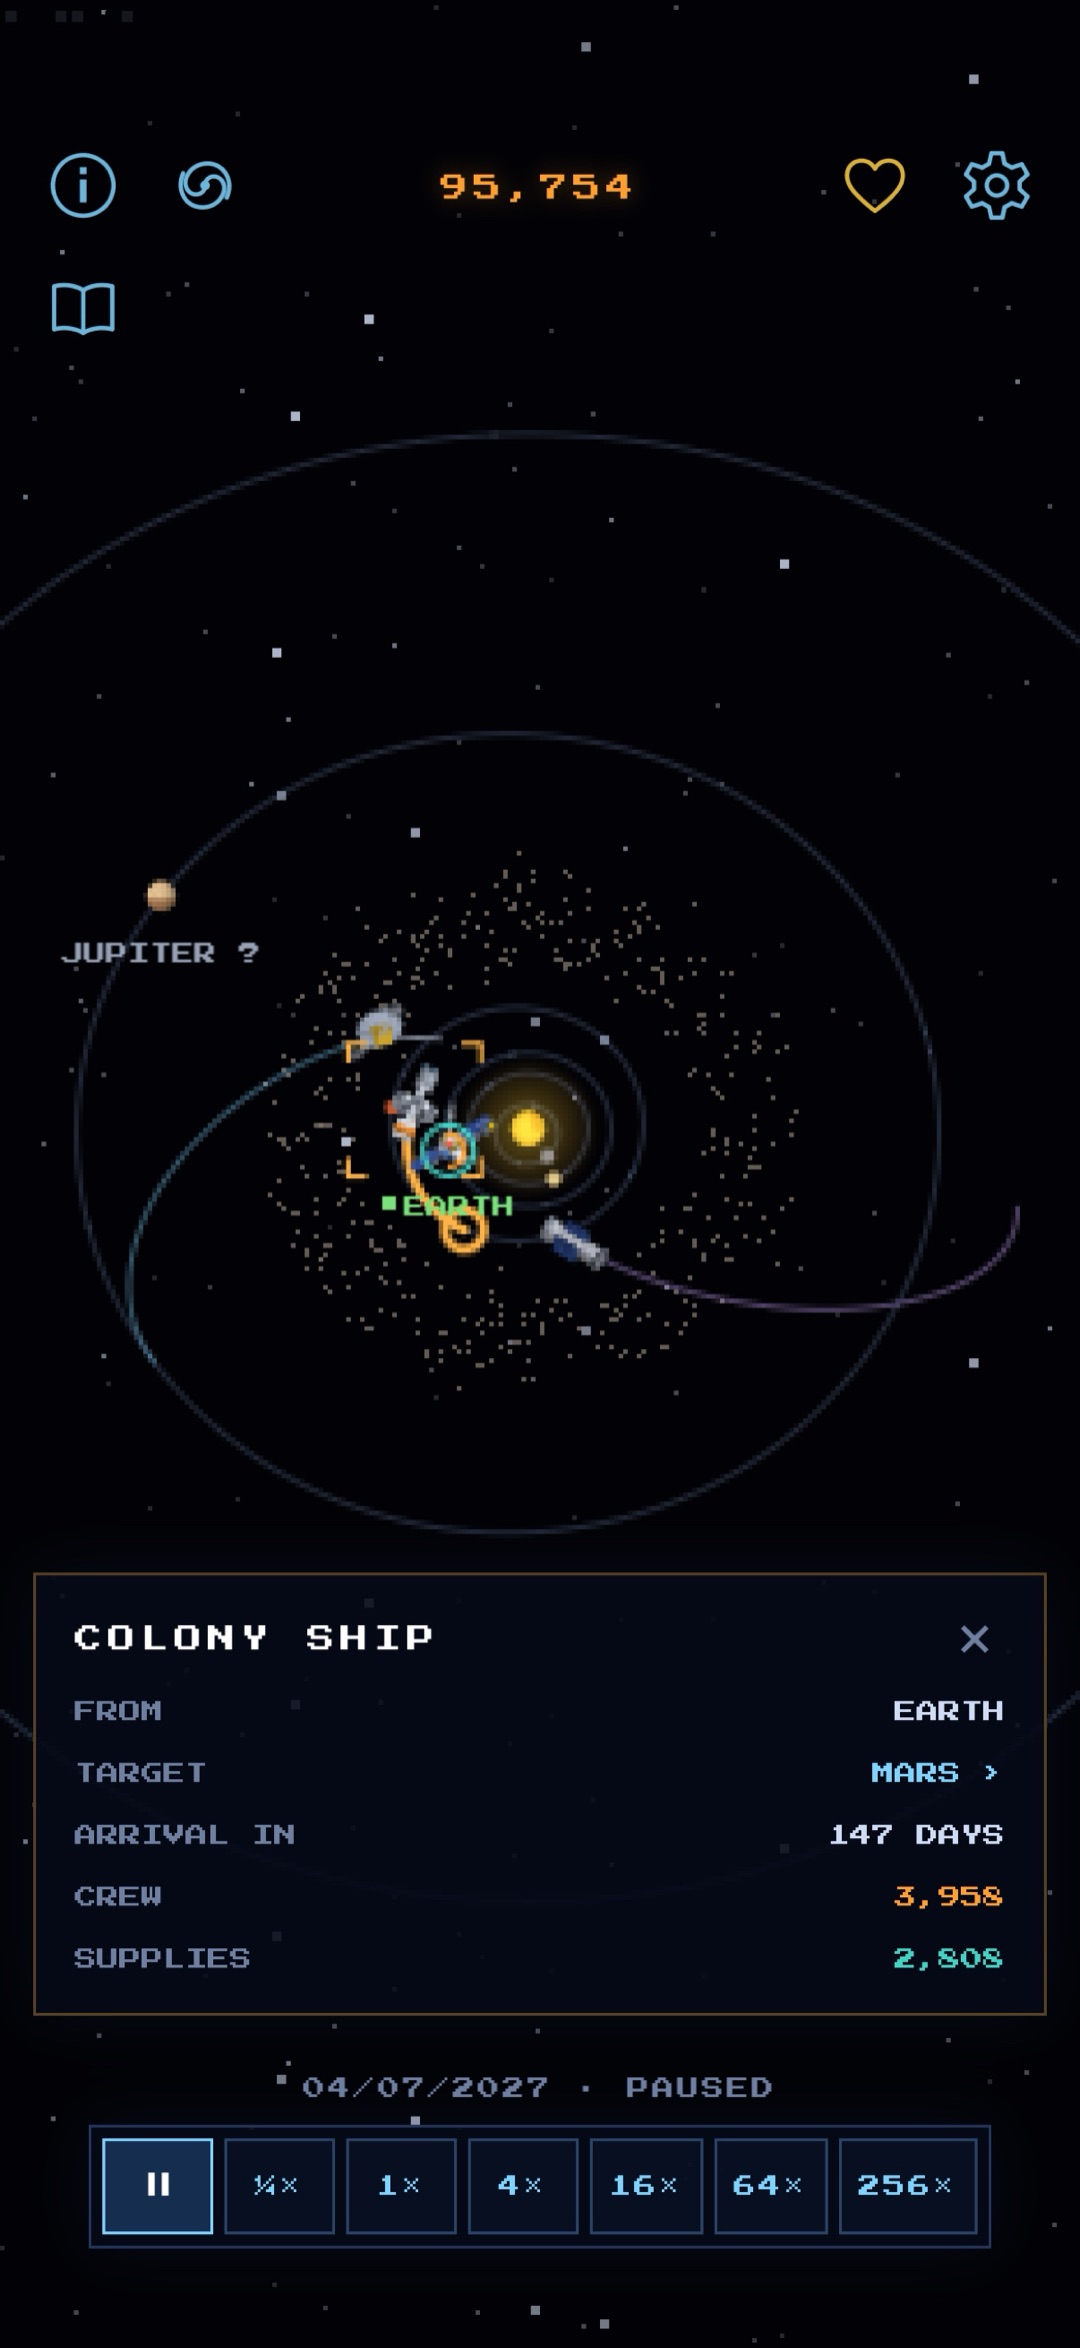 95,754
JUPITER ?
EARTH
COLONY SHIP
FROM EARTH
TARGET MARS >
ARRIVAL IN 147 DAYS
CREW 3,958
SUPPLIES 2,808
04/07/2027 · PAUSED
¼× 1× 4× 16× 64× 256×